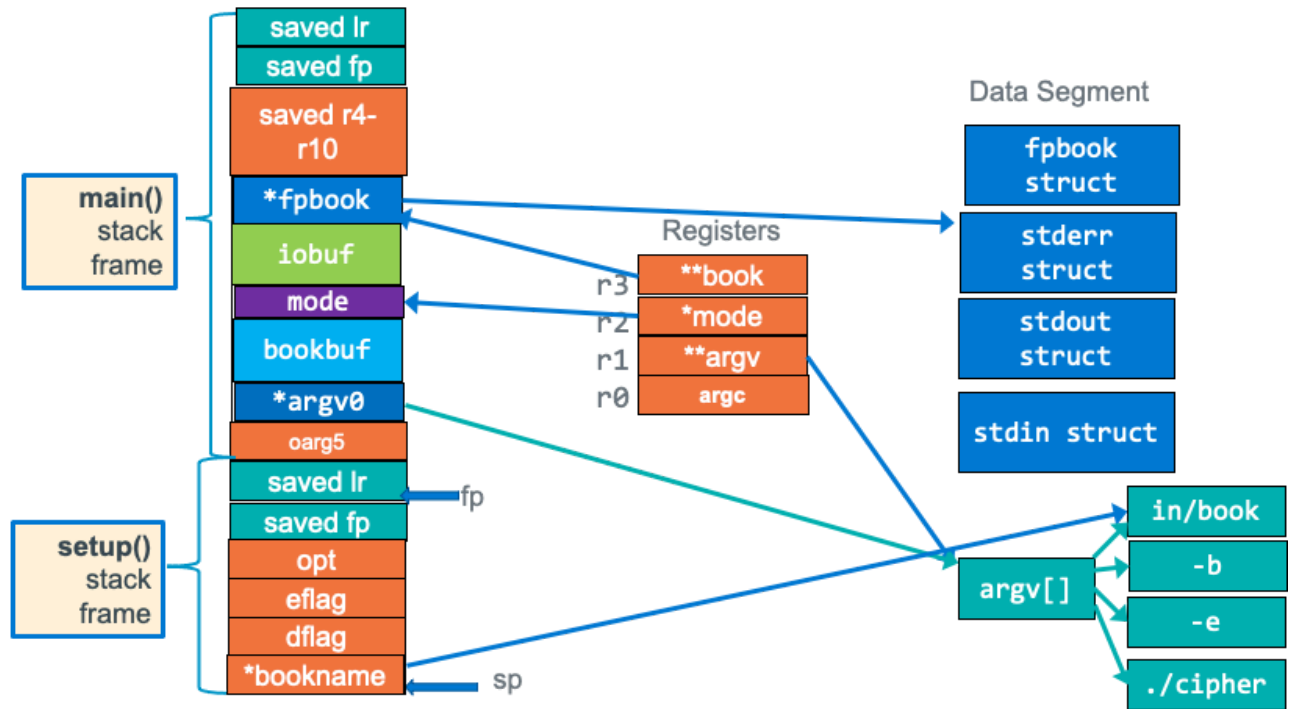 main()
stack
frame
setup()
stack
frame
saved lr
saved fp
saved r4-
r10
*fpbook
iobuf
mode
bookbuf
*argv0
oarg5
saved lr
saved fp
opt
eflag
dflag
*bookname
fp
sp
Registers
r3
**book
r2
*mode
r1
**argv
r0
argc
Data Segment
fpbook
struct
stderr
struct
stdout
struct
stdin struct
argv[]
in/book
-b
-e
./cipher